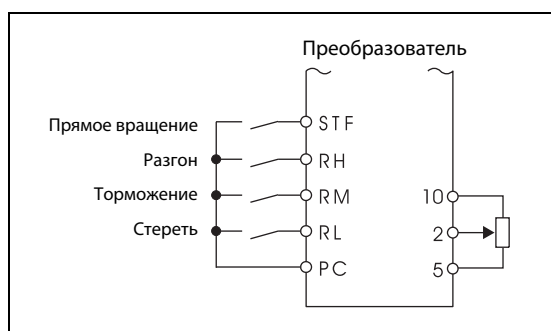 Преобразователь
Прямое вращение STF
Разгон RH
Торможение RM 10
Стереть RL 2
PC 5